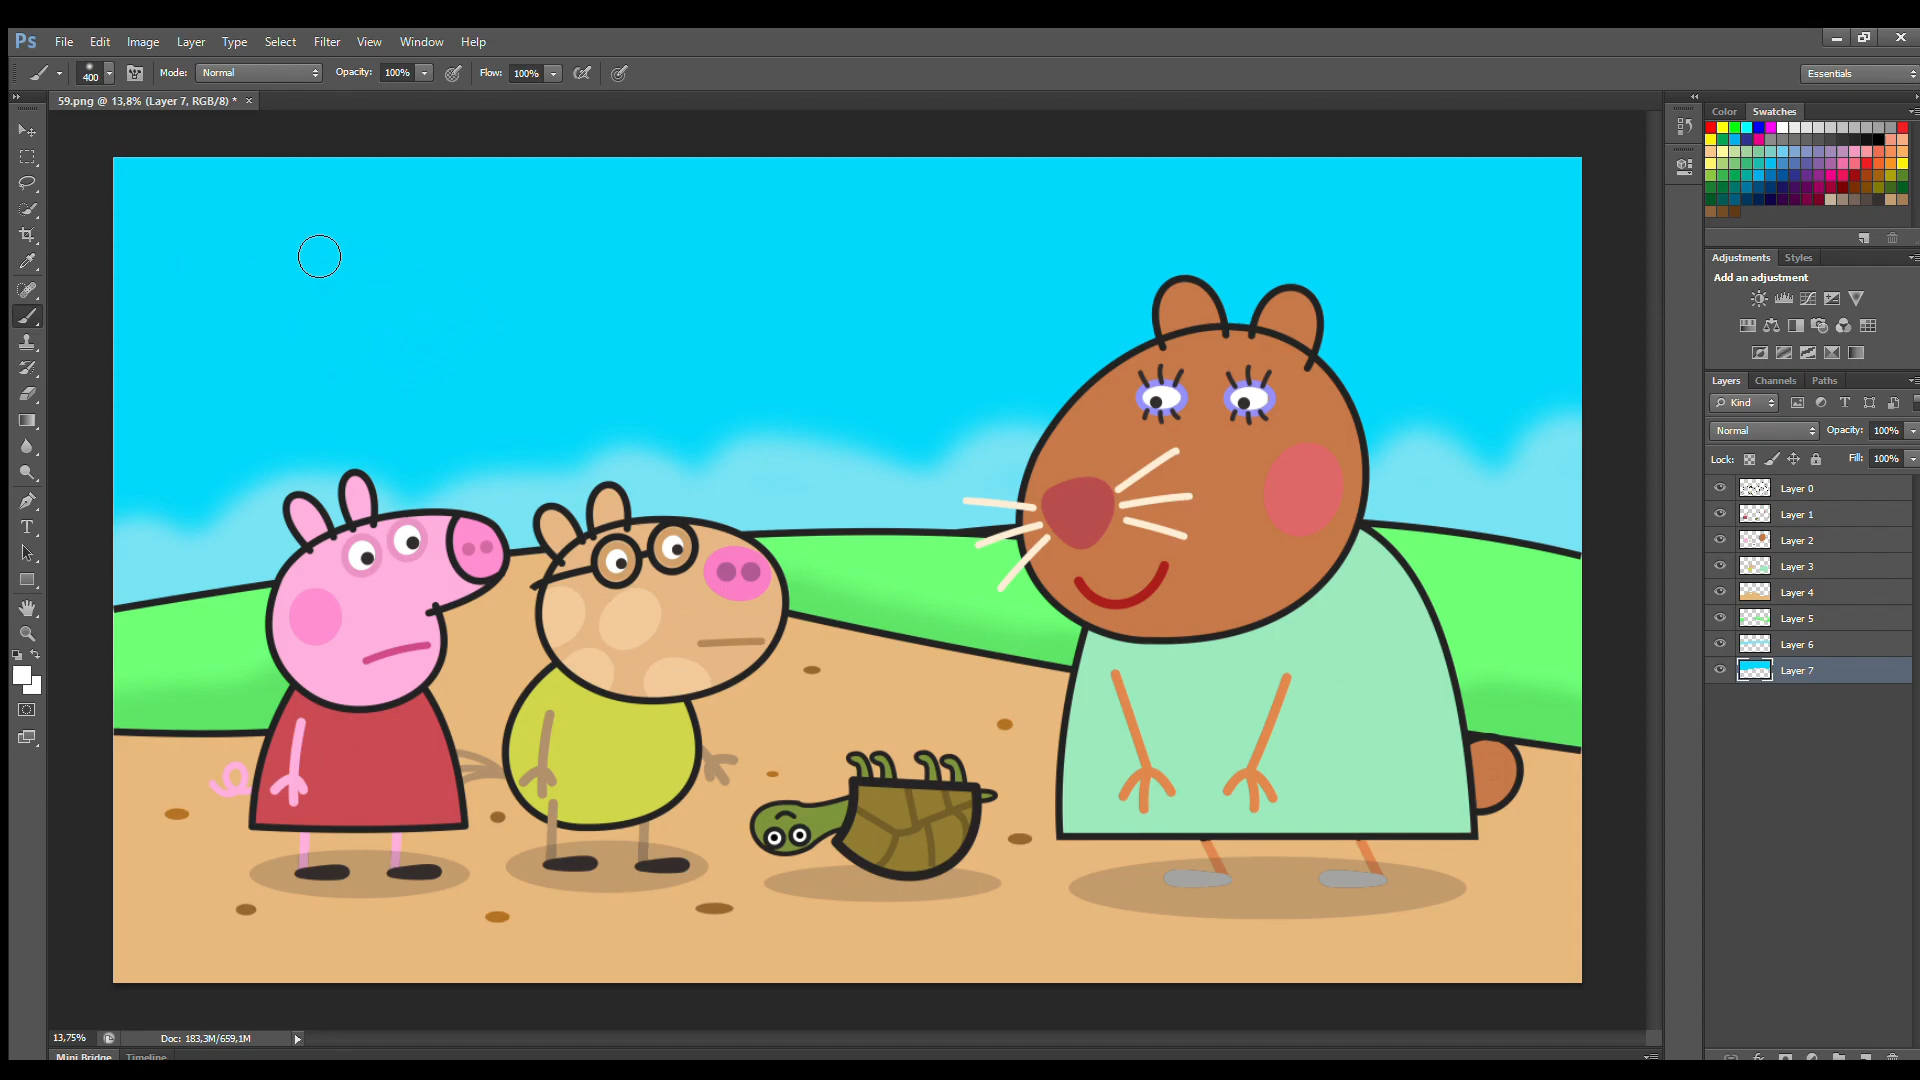 Ps File Edit Image Layer Type Select Filter View Window Help
400 Mode: Normal Opacity: 100% Flow: 100% Essentials
59.png @ 13,8% (Layer 7, RGB/8) * ×
Color Swatches
Adjustments Styles
Add an adjustment
Layers Channels Paths
Kind
Normal Opacity: 100%
Lock: Fill: 100%
Layer 0
Layer 1
Layer 2
Layer 3
Layer 4
Layer 5
Layer 6
Layer 7
13,75% Doc: 183,3M/659,1M
Mini Bridge Timeline